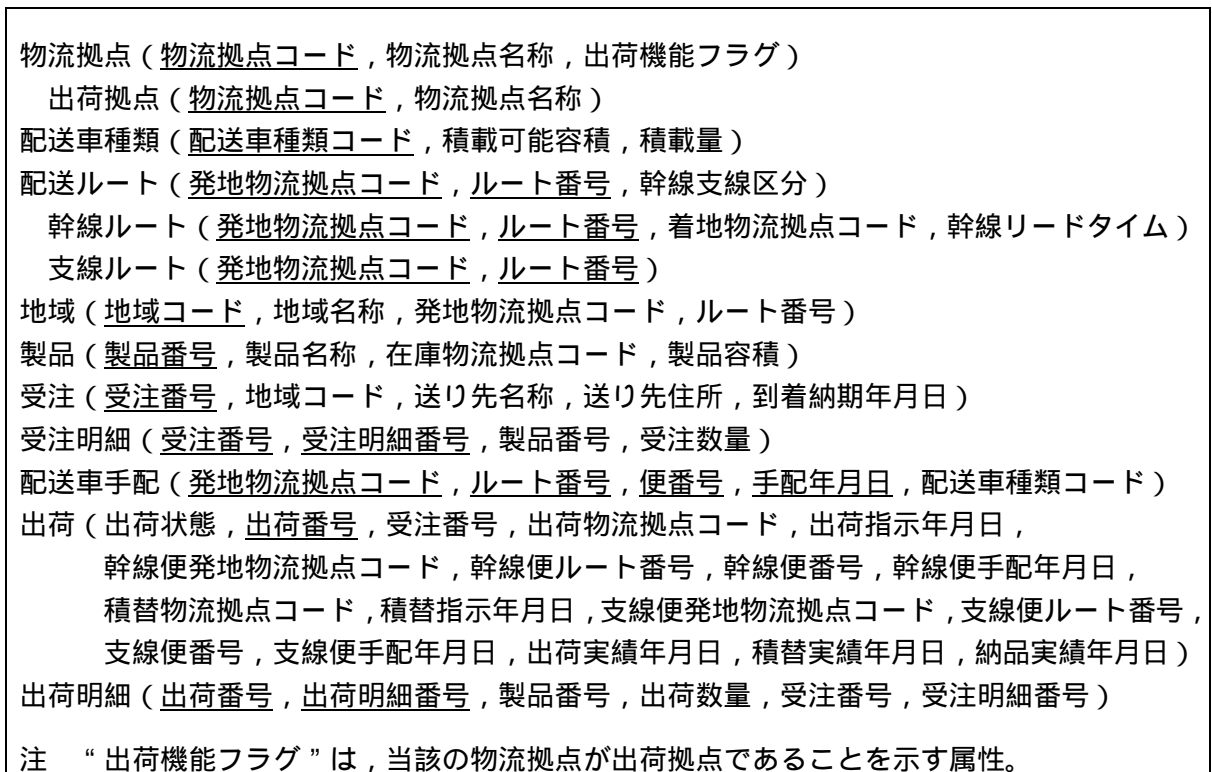 物流拠点（物流拠点コード，物流拠点名称，出荷機能フラグ）
出荷拠点（物流拠点コード，物流拠点名称）
配送車種類（配送車種類コード，積載可能容積，積載量）
配送ルート（発地物流拠点コード，ルート番号，幹線支線区分）
幹線ルート（発地物流拠点コード，ルート番号，着地物流拠点コード，幹線リードタイム）
支線ルート（発地物流拠点コード，ルート番号）
地域（地域コード，地域名称，発地物流拠点コード，ルート番号）
製品（製品番号，製品名称，在庫物流拠点コード，製品容積）
受注（受注番号，地域コード，送り先名称，送り先住所，到着納期年月日）
受注明細（受注番号，受注明細番号，製品番号，受注数量）
配送車手配（発地物流拠点コード，ルート番号，便番号，手配年月日，配送車種類コード）
出荷（出荷状態，出荷番号，受注番号，出荷物流拠点コード，出荷指示年月日，
幹線便発地物流拠点コード，幹線便ルート番号，幹線便番号，幹線便手配年月日，
積替物流拠点コード，積替指示年月日，支線便発地物流拠点コード，支線便ルート番号，
支線便番号，支線便手配年月日，出荷実績年月日，積替実績年月日，納品実績年月日）
出荷明細（出荷番号，出荷明細番号，製品番号，出荷数量，受注番号，受注明細番号）
注　“出荷機能フラグ”は，当該の物流拠点が出荷拠点であることを示す属性。